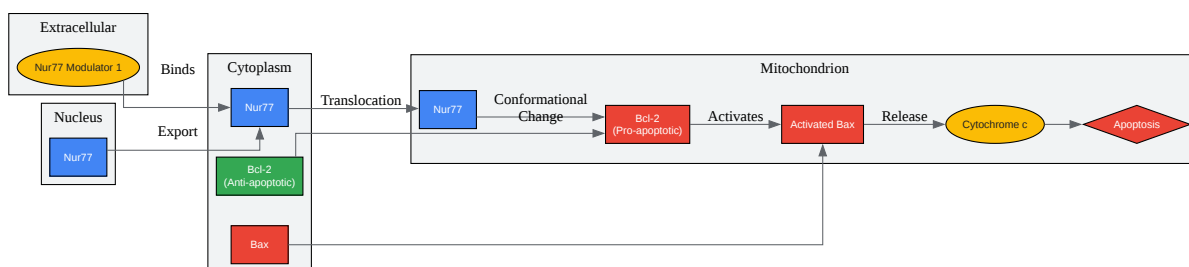 Extracellular
Nur77 Modulator 1
Binds
Nucleus
Nur77
Export
Cytoplasm
Nur77
Bcl-2
(Anti-apoptotic)
Bax
Translocation
Mitochondrion
Nur77
Conformational
Change
Bcl-2
(Pro-apoptotic)
Activates
Activated Bax
Release
Cytochrome c
Apoptosis